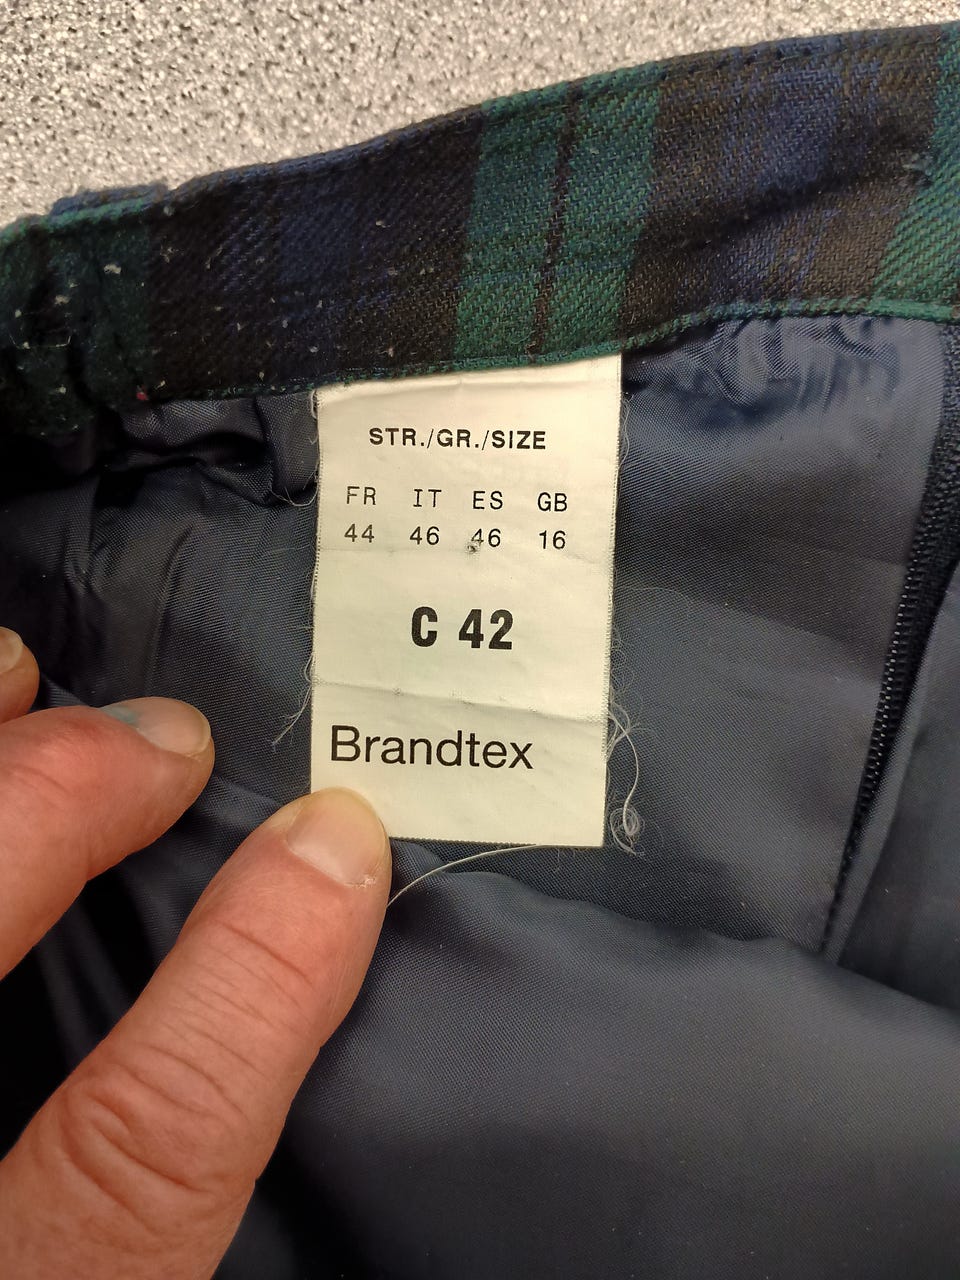 STR./GR./SIZE
FR IT ES GB
44 46 46 16
C 42
Brandtex